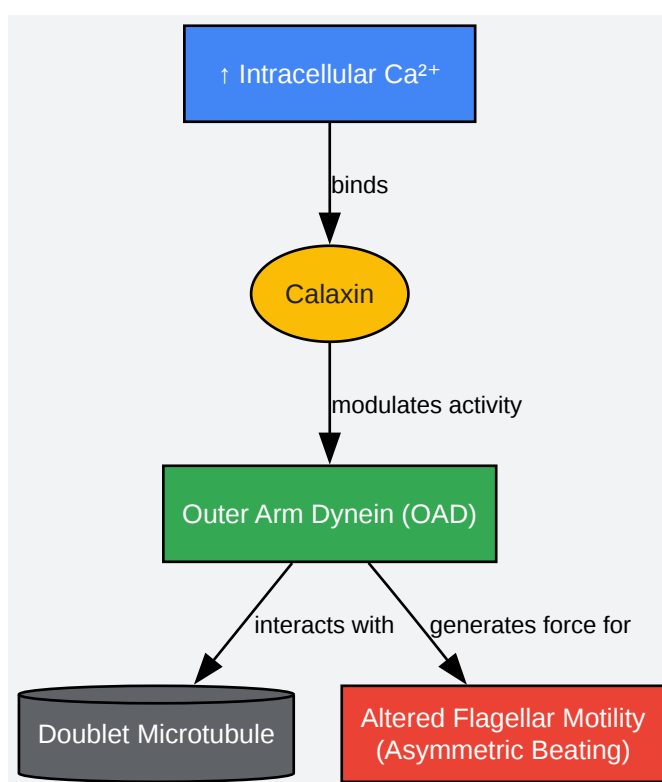 ↑ Intracellular Ca²⁺
binds
Calaxin
modulates activity
Outer Arm Dynein (OAD)
interacts with
generates force for
Doublet Microtubule
Altered Flagellar Motility
(Asymmetric Beating)